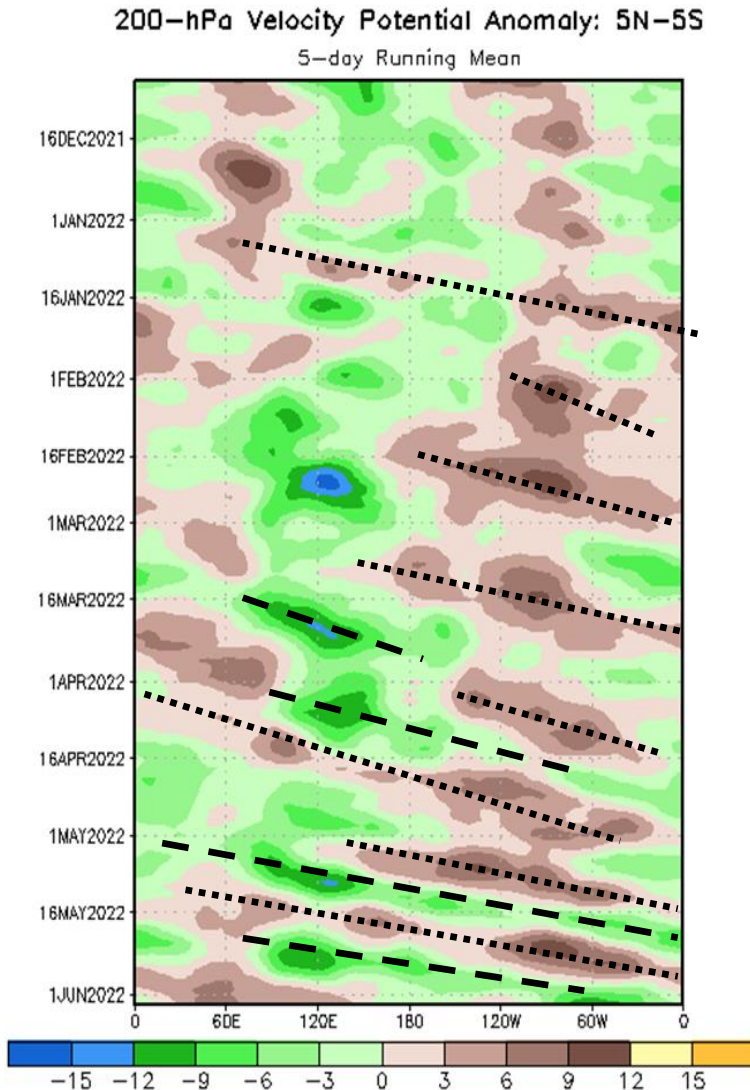 200-hPa Velocity Potential Anomaly: 5N-5S
5-day Running Mean
16DEC2021
1JAN2022
16JAN2022
1FEB2022
16FEB2022
1MAR2022
16MAR2022
1APR2022
16APR2022
1MAY2022
16MAY2022
1JUN2022
0 60E 120E 180 120W 60W 0
-15 -12 -9 -6 -3 0 3 6 9 12 15